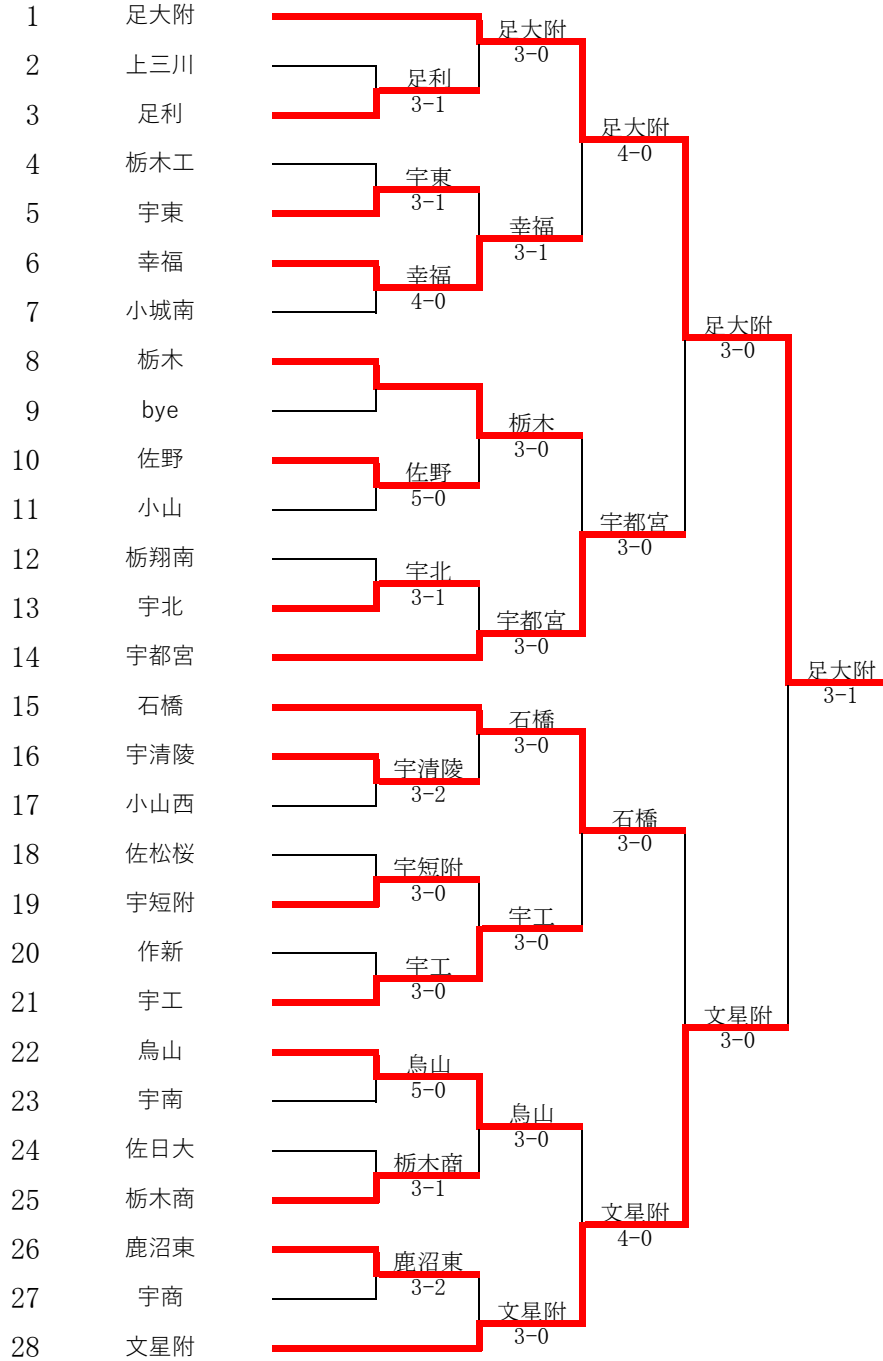 1 足大附
2 上三川
3 足利
4 栃木工
5 宇東
6 幸福
7 小城南
8 栃木
9 bye
10 佐野
11 小山
12 栃翔南
13 宇北
14 宇都宮
15 石橋
16 宇清陵
17 小山西
18 佐松桜
19 宇短附
20 作新
21 宇工
22 烏山
23 宇南
24 佐日大
25 栃木商
26 鹿沼東
27 宇商
28 文星附
足利
3-1
宇東
3-1
幸福
4-0
佐野
5-0
宇北
3-1
宇清陵
3-2
宇短附
3-0
宇工
3-0
烏山
5-0
栃木商
3-1
鹿沼東
3-2
足大附
3-0
幸福
3-1
栃木
3-0
宇都宮
3-0
石橋
3-0
宇工
3-0
烏山
3-0
文星附
3-0
足大附
4-0
宇都宮
3-0
石橋
3-0
文星附
4-0
足大附
3-0
文星附
3-0
足大附
3-1